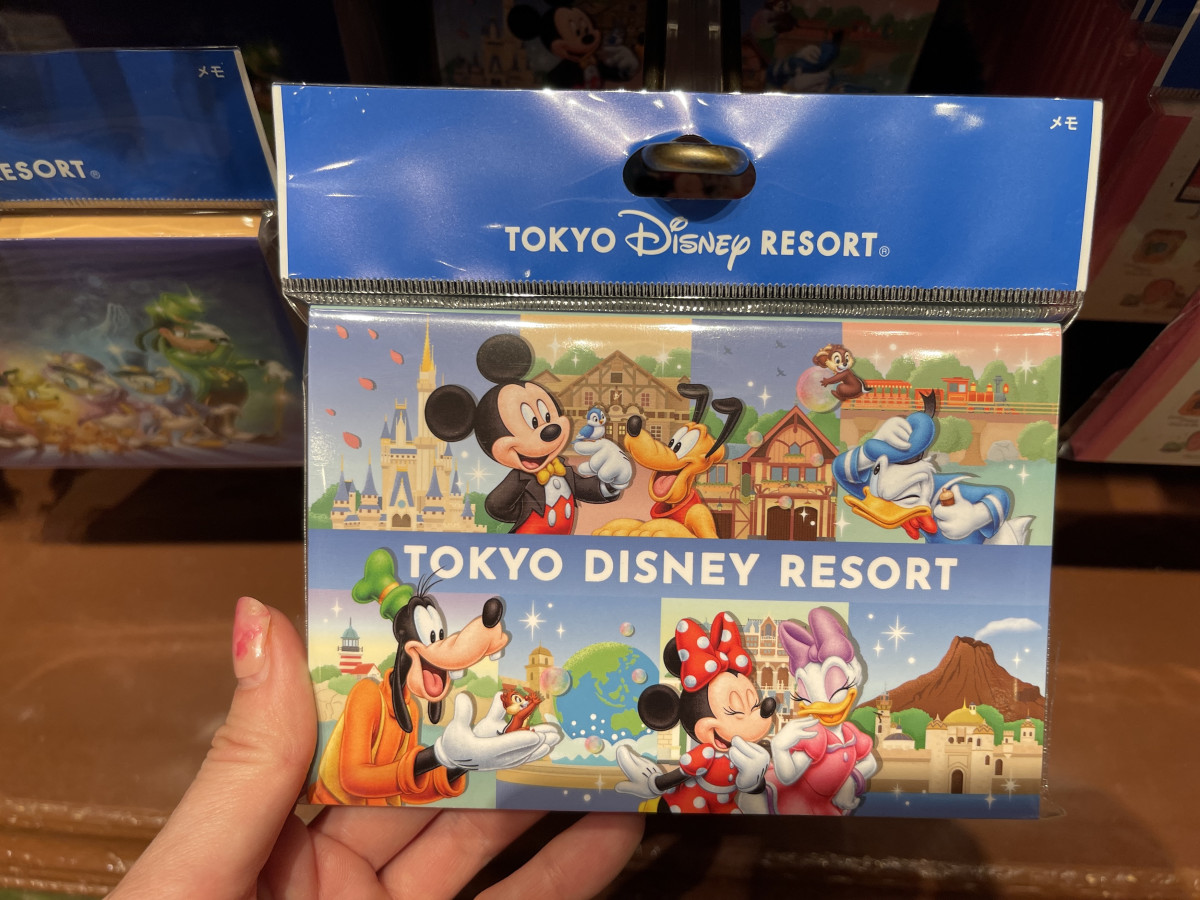 メモ
メモ
ESORT®
TOKYO Disney RESORT®
TOKYO DISNEY RESORT